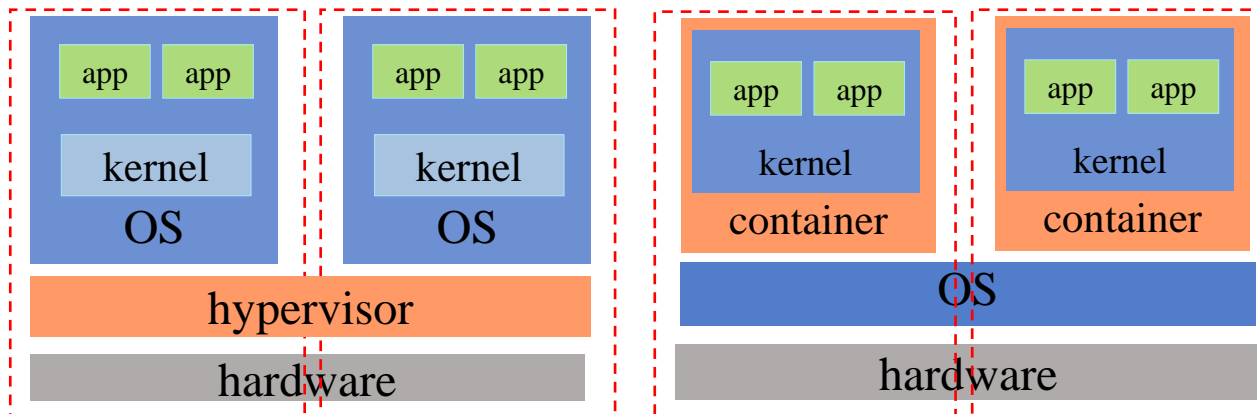 app app
kernel
OS
app app
kernel
OS
hypervisor
hardware
app app
kernel
container
app app
kernel
container
OS
hardware